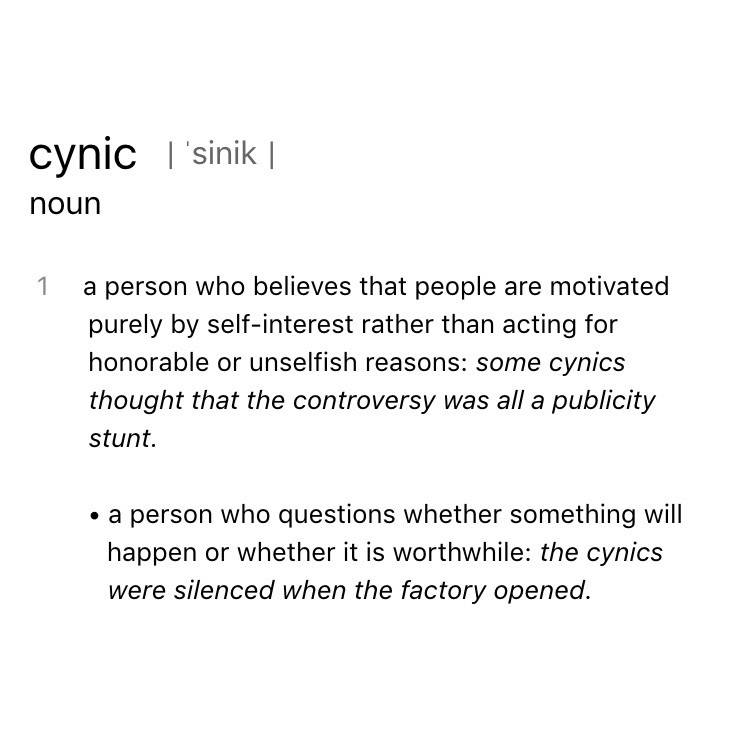 cynic | ˈsinik |
noun
1 a person who believes that people are motivated
purely by self-interest rather than acting for
honorable or unselfish reasons: some cynics
thought that the controversy was all a publicity
stunt.
• a person who questions whether something will
happen or whether it is worthwhile: the cynics
were silenced when the factory opened.